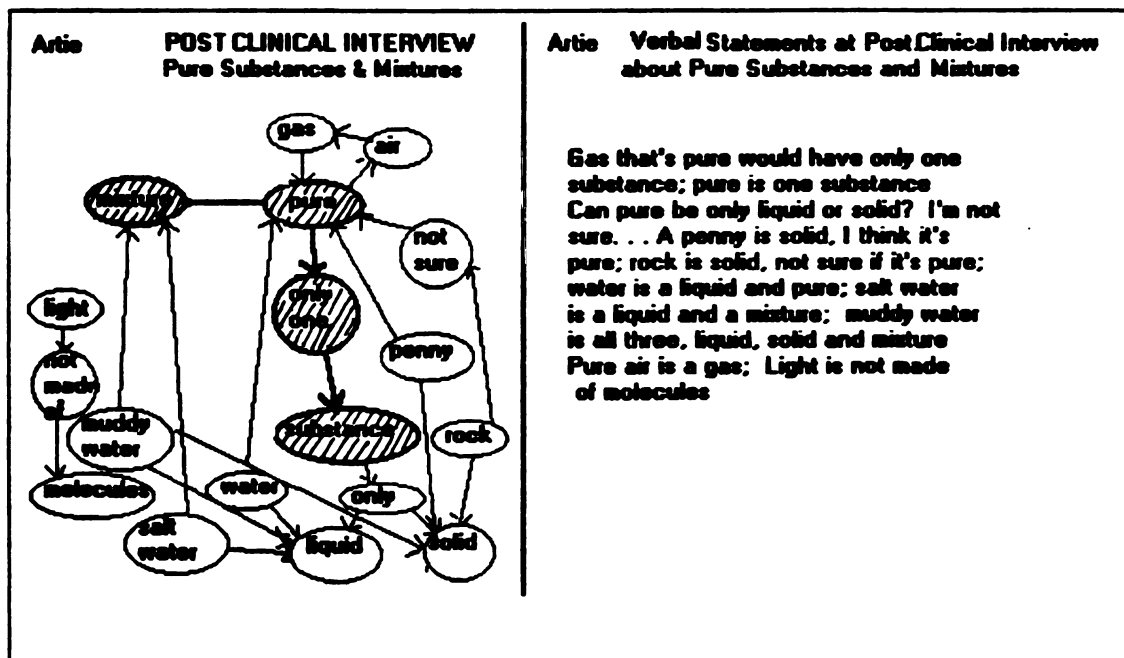 Artie POST CLINICAL INTERVIEW
Pure Substances & Mixtures
gas
air
mixture
pure
not
sure
light
only
one
not
made
of
penny
muddy
water
substance
rock
molecules
water
only
salt
water
liquid
solid
Artie Verbal Statements at Post Clinical Interview
about Pure Substances and Mixtures
Gas that's pure would have only one
substance; pure is one substance
Can pure be only liquid or solid? I'm not
sure. . . A penny is solid, I think it's
pure; rock is solid, not sure if it's pure;
water is a liquid and pure; salt water
is a liquid and a mixture; muddy water
is all three, liquid, solid and mixture
Pure air is a gas; Light is not made
of molecules